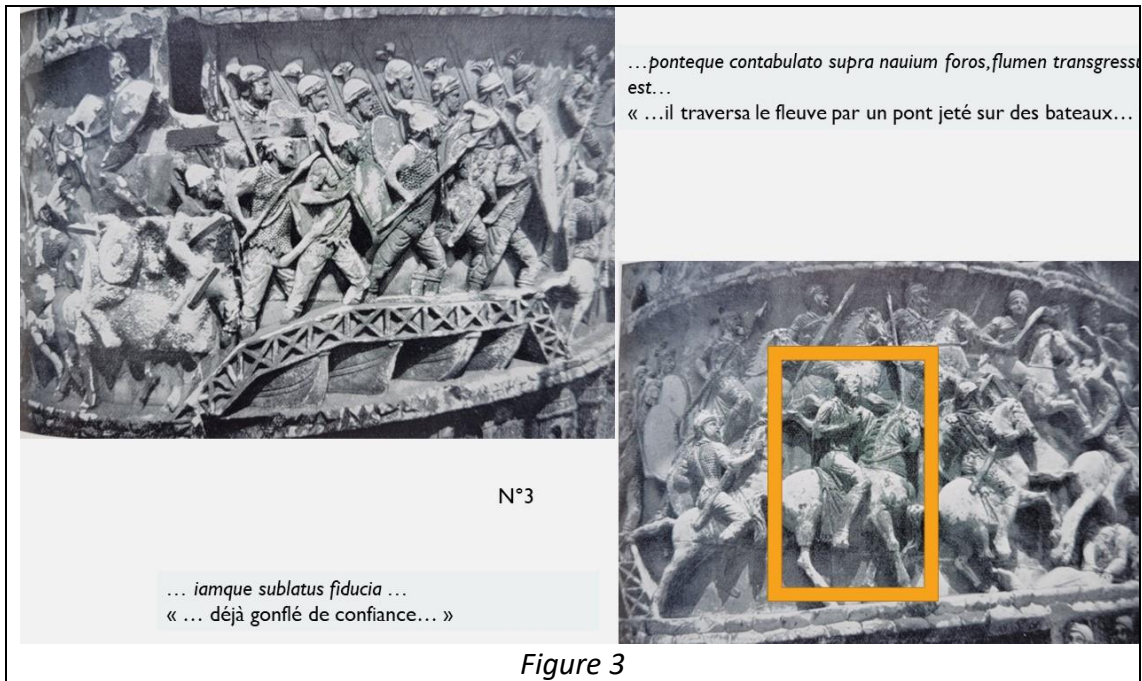 …ponteque contabulato supra nauium foros, flumen transgressu
est…
« …il traversa le fleuve par un pont jeté sur des bateaux…
N°3
… iamque sublatus fiducia …
« … déjà gonflé de confiance… »
Figure 3